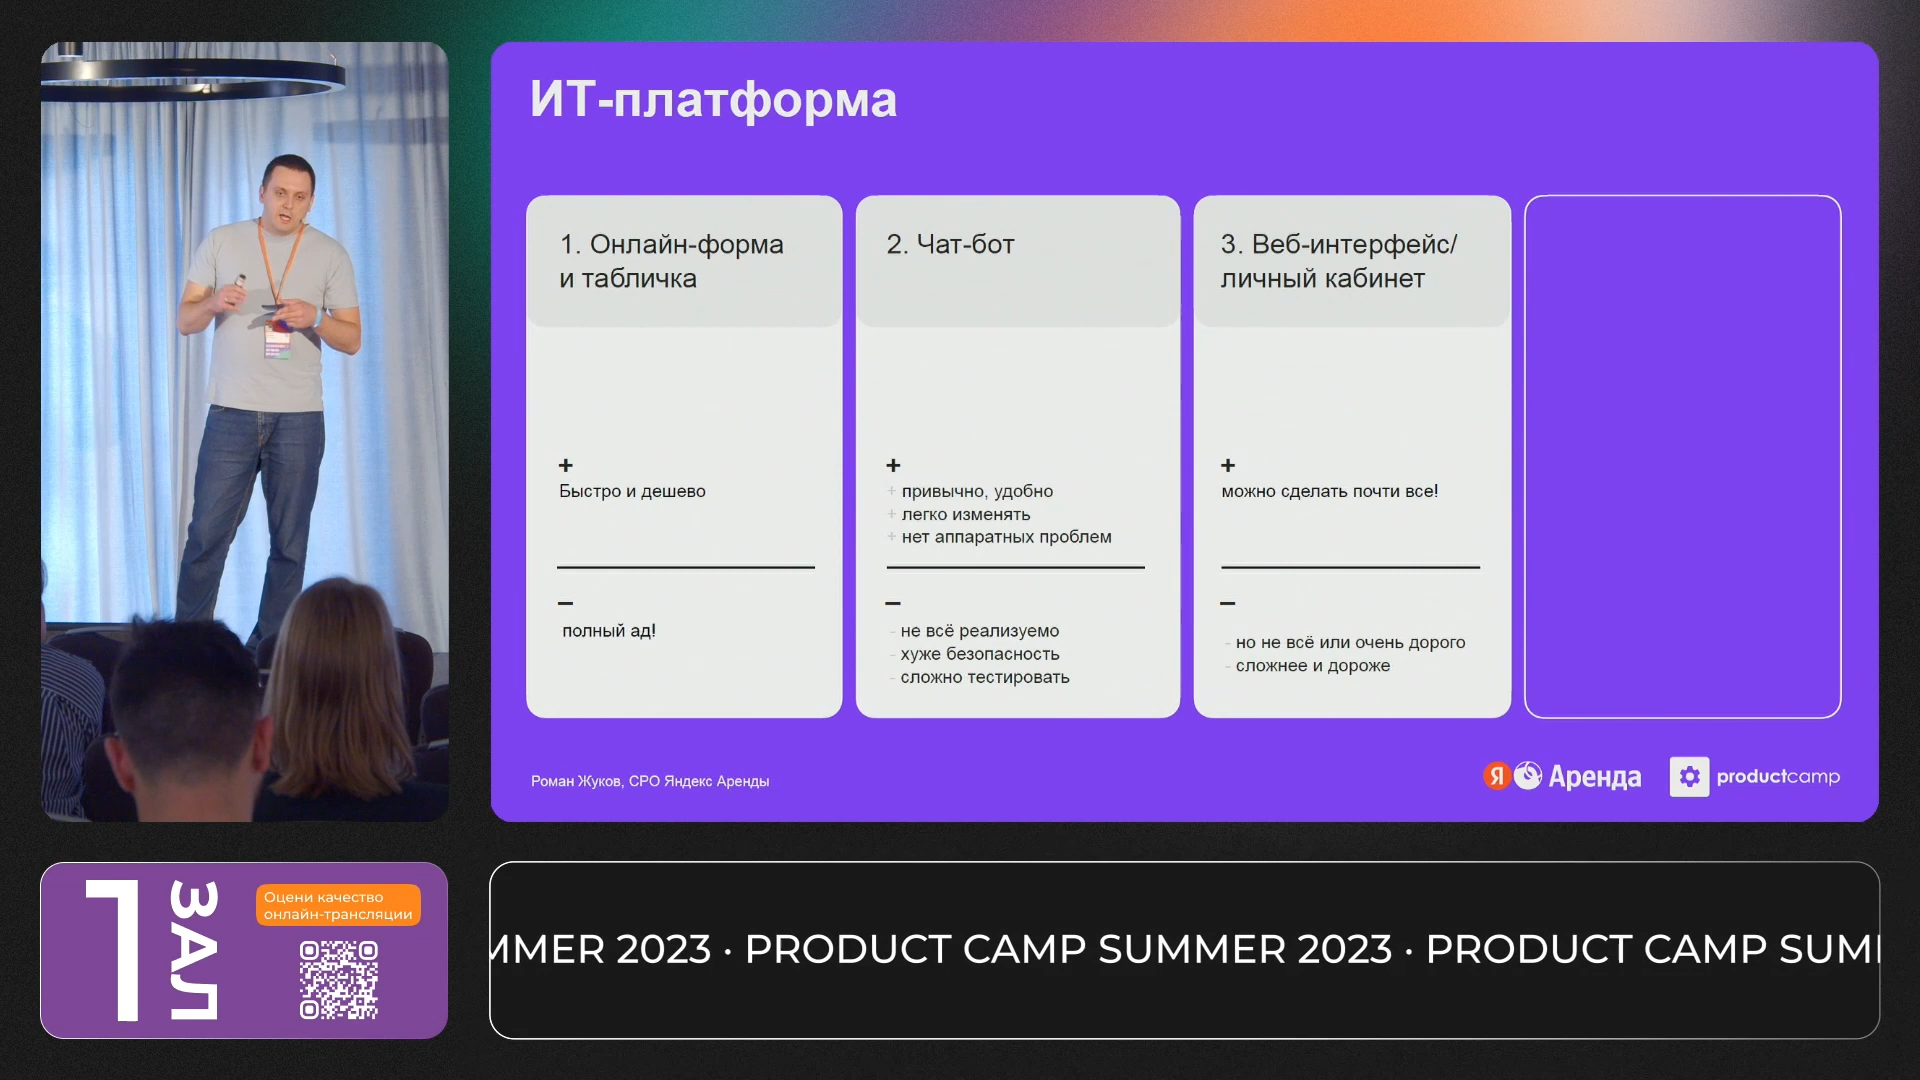 ИТ-платформа
1. Онлайн-форма
и табличка
+
Быстро и дешево
–
полный ад!
2. Чат-бот
+
+ привычно, удобно
+ легко изменять
+ нет аппаратных проблем
–
- не всё реализуемо
- хуже безопасность
- сложно тестировать
3. Веб-интерфейс/
личный кабинет
+
можно сделать почти все!
–
- но не всё или очень дорого
- сложнее и дороже
Роман Жуков, CPO Яндекс Аренды
Я Аренда
productcamp
1 ЗАЛ
Оцени качество
онлайн-трансляции
MMER 2023 · PRODUCT CAMP SUMMER 2023 · PRODUCT CAMP SUM